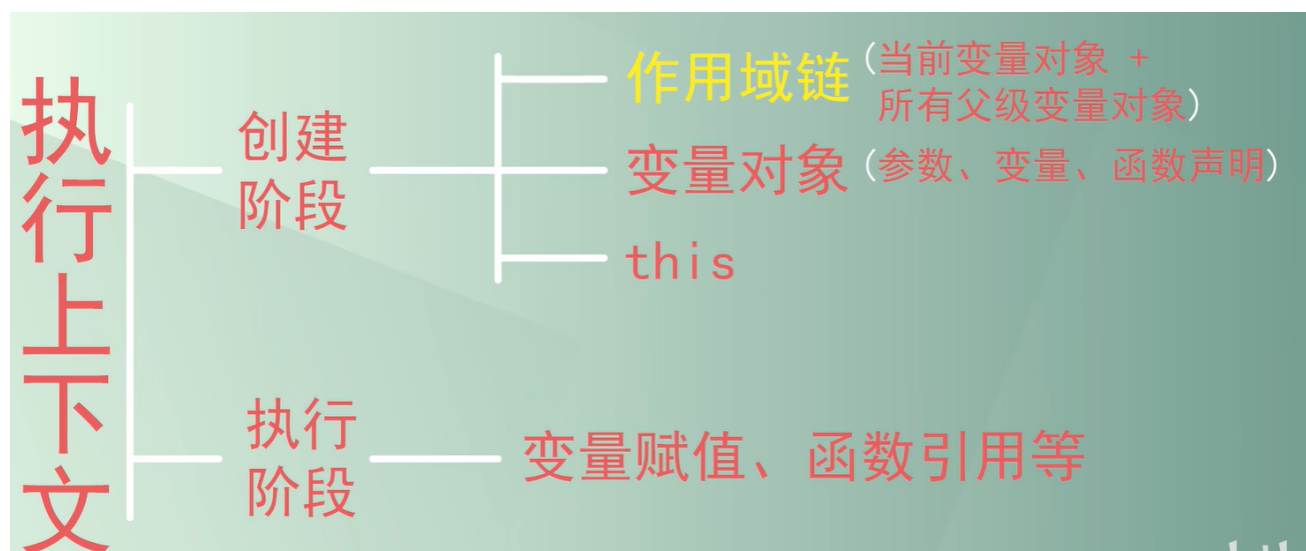 执行上下文
创建
阶段
作用域链
(当前变量对象 +
所有父级变量对象)
变量对象 (参数、变量、函数声明)
this
执行
阶段
变量赋值、函数引用等